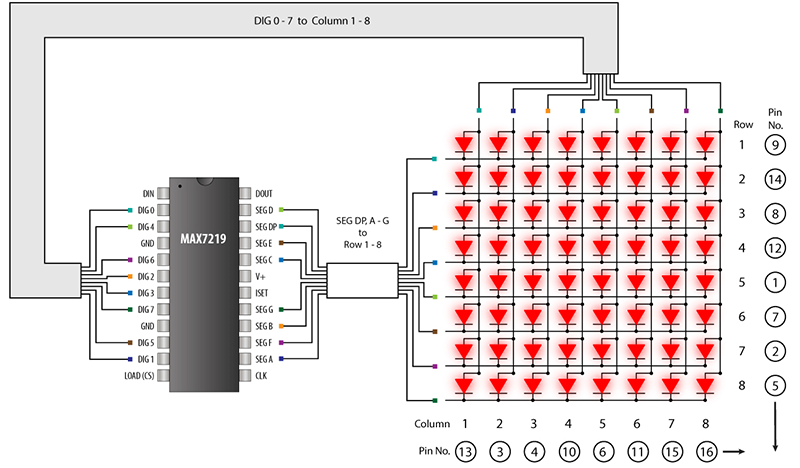 DIG 0 - 7 to Column 1 - 8
Row
Pin
No.
1 9
2 14
3 8
4 12
5 1
6 7
7 2
8 5
SEG DP, A - G
to
Row 1 - 8
MAX7219
DIN DOUT
DIG 0 SEG D
DIG 4 SEG DP
GND SEG E
DIG 6 SEG C
DIG 2 V+
DIG 3 ISET
DIG 7 SEG G
GND SEG B
DIG 5 SEG F
DIG 1 SEG A
LOAD (CS) CLK
Column 1 2 3 4 5 6 7 8
Pin No. 13 3 4 10 6 11 15 16